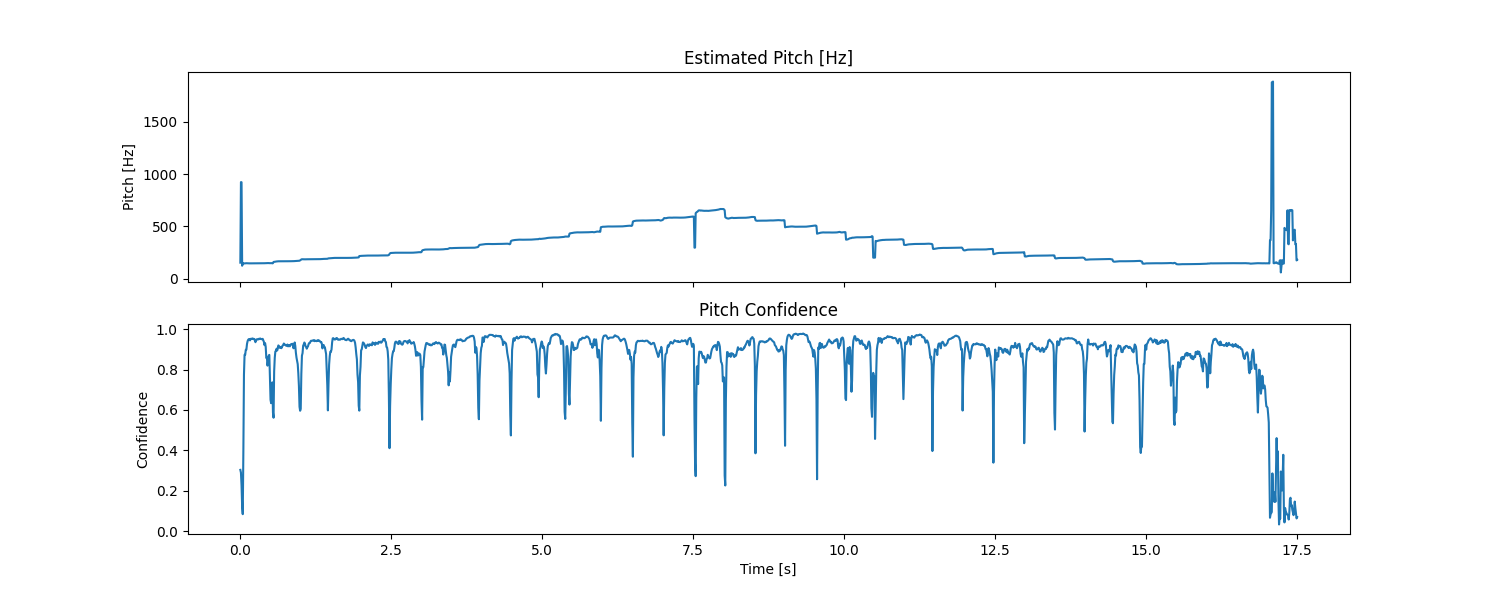 Estimated Pitch [Hz]
Pitch [Hz]
1500
1000
500
0
Pitch Confidence
Confidence
1.0
0.8
0.6
0.4
0.2
0.0
0.0 2.5 5.0 7.5 10.0 12.5 15.0 17.5
Time [s]